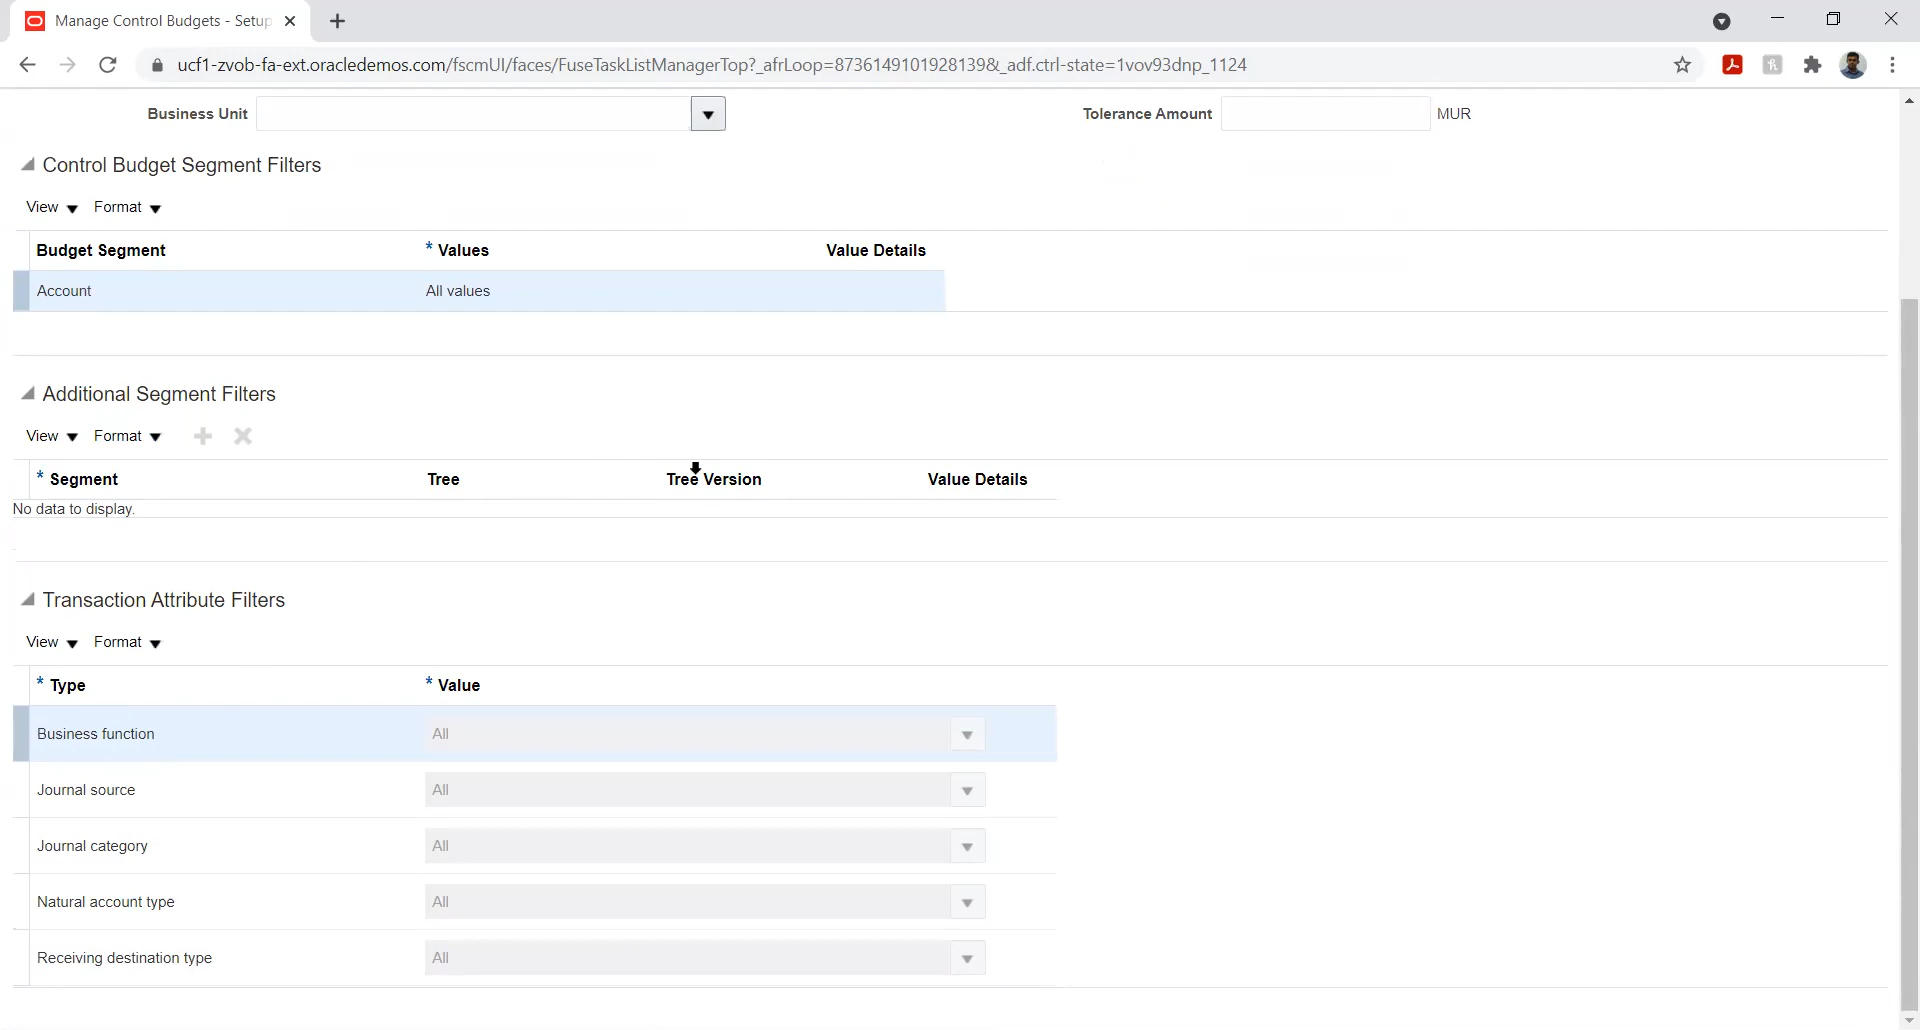 Manage Control Budgets - Setup
ucf1-zvob-fa-ext.oracledemos.com/fscmUI/faces/FuseTaskListManagerTop?_afrLoop=8736149101928139&_adf.ctrl-state=1vov93dnp_1124
Business Unit
Tolerance Amount MUR
Control Budget Segment Filters
View Format
Budget Segment * Values Value Details
Account All values
Additional Segment Filters
View Format
* Segment Tree Tree Version Value Details
No data to display.
Transaction Attribute Filters
View Format
* Type * Value
Business function All
Journal source All
Journal category All
Natural account type All
Receiving destination type All